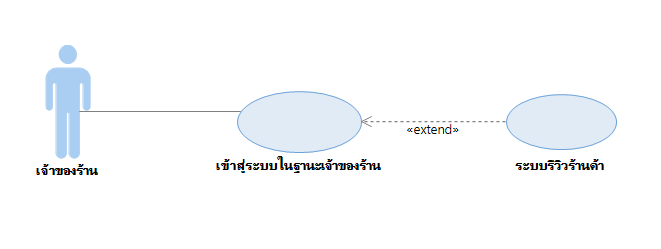 «extend»
เจ้าของร้าน
เข้าสู่ระบบในฐานะเจ้าของร้าน
ระบบรีวิวร้านค้า